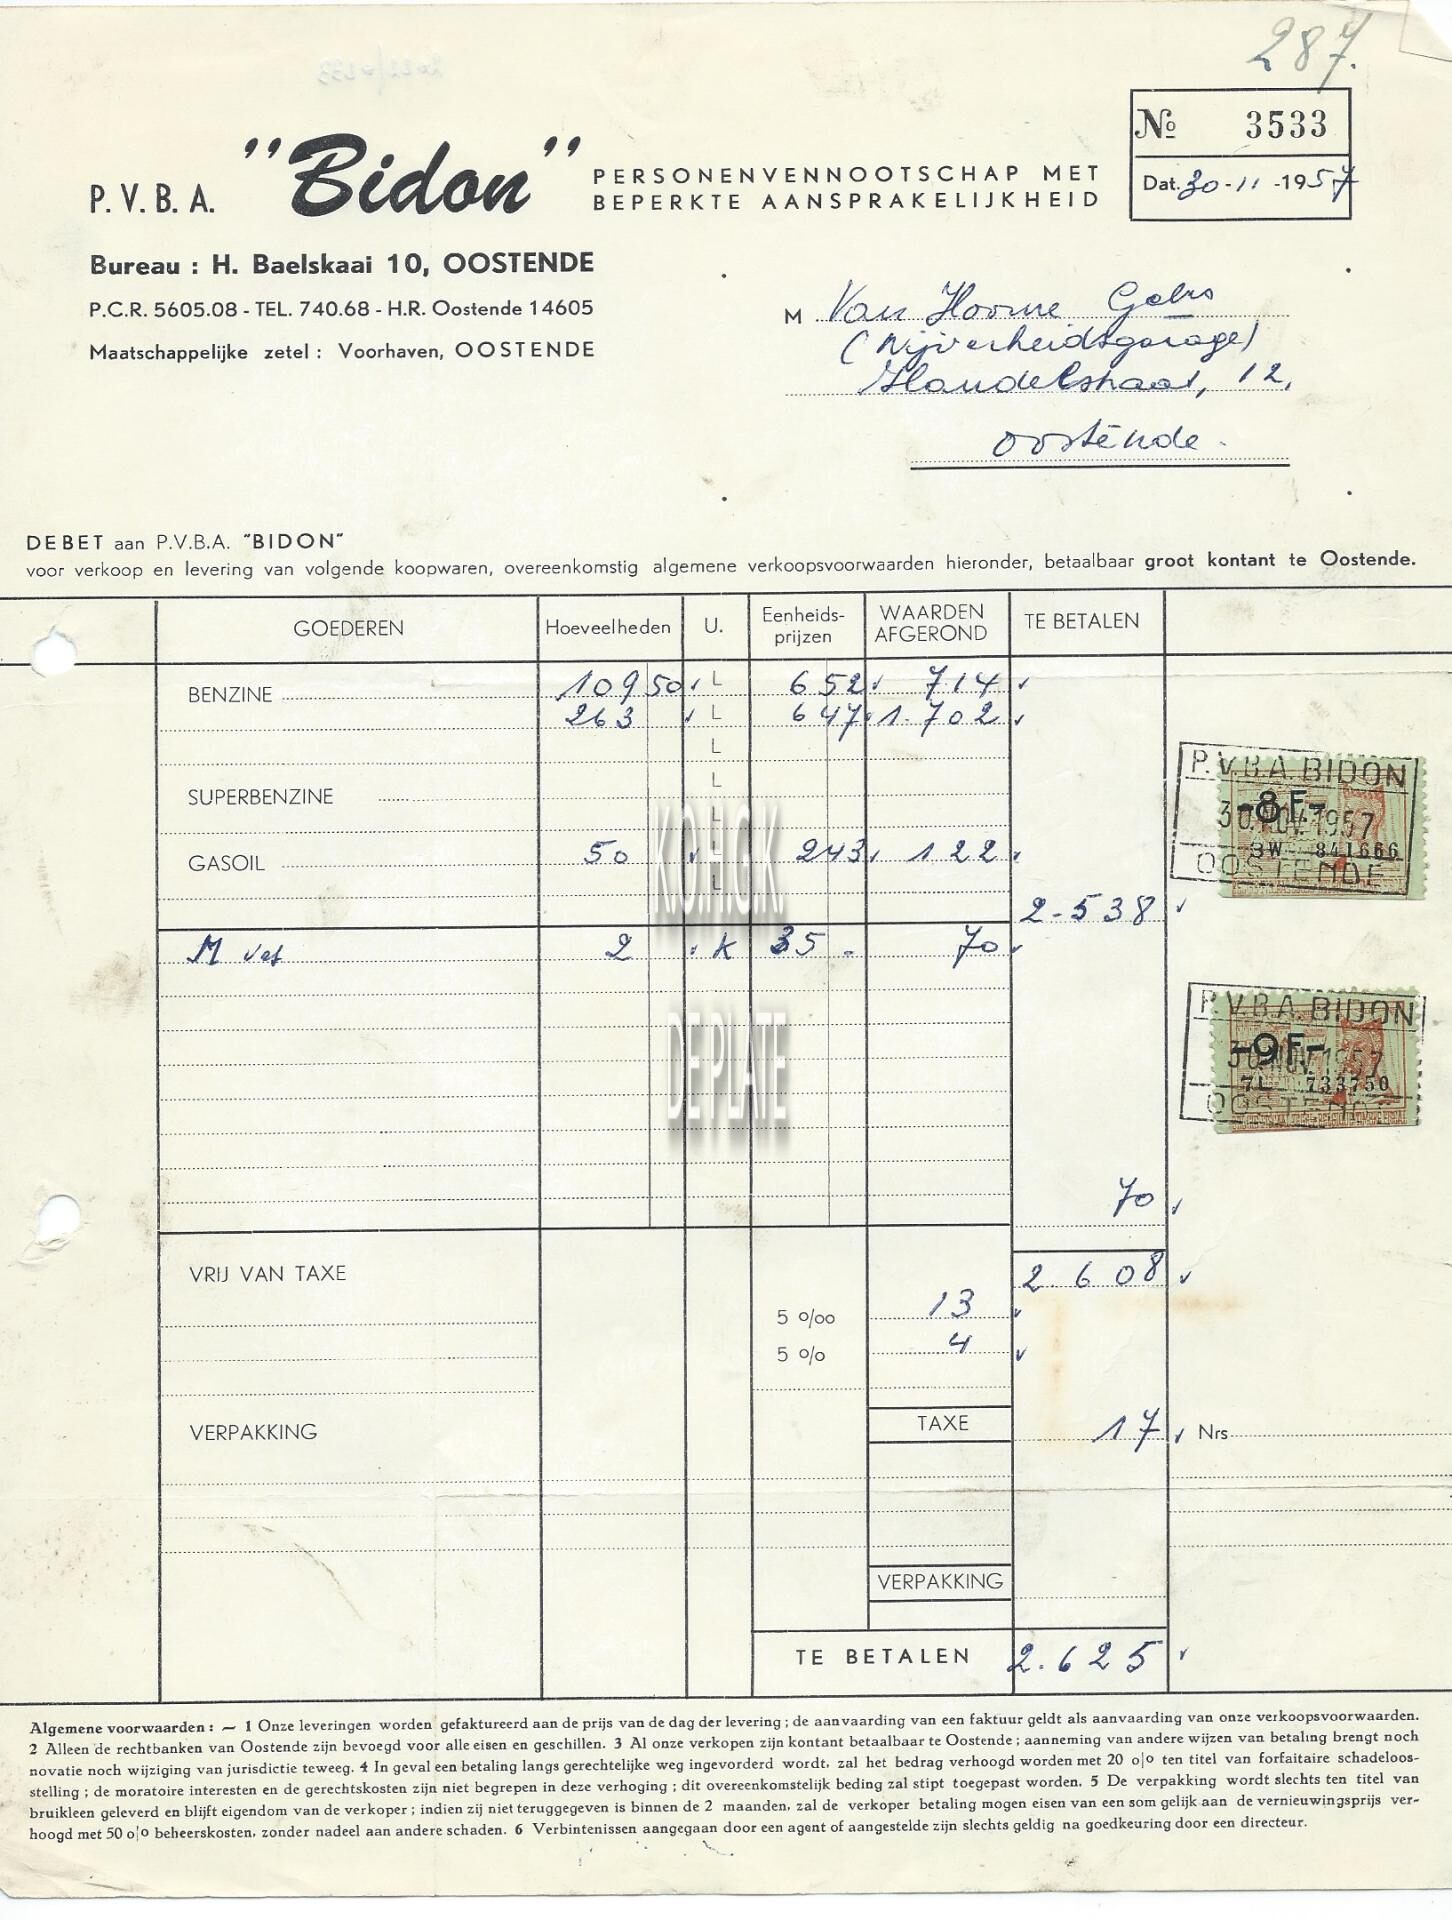 287.
No 3533
Dat. 30-11-1957
P.V.B.A. "Bidon" PERSONENVENNOOTSCHAP MET
BEPERKTE AANSPRAKELIJKHEID
Bureau : H. Baelskaai 10, OOSTENDE
P.C.R. 5605.08 - TEL. 740.68 - H.R. Oostende 14605
Maatschappelijke zetel : Voorhaven, OOSTENDE
M Van Hoorne Gebrs
(Nijverheidsgarage)
Handelstraat, 12,
Oostende.
DEBET aan P.V.B.A. "BIDON"
voor verkoop en levering van volgende koopwaren, overeenkomstig algemene verkoopsvoorwaarden hieronder, betaalbaar groot kontant te Oostende.
GOEDEREN Hoeveelheden U. Eenheids-prijzen WAARDEN AFGEROND TE BETALEN
BENZINE 109 50 L 6 52 714
263 L 6 47 1.702
L
SUPERBENZINE L
L
GASOIL 50 L 2 43 122
L
2-538
M vet 2 K 35 - 70
70
VRIJ VAN TAXE 2.608
5 o/oo 13
5 o/o 4
VERPAKKING TAXE 17 Nrs
VERPAKKING
TE BETALEN 2.625
P.V.B.A. BIDON
-8F-
30. NOV. 1957
3W 841666
OOSTENDE
P.V.B.A. BIDON
-9F-
30. NOV. 1957
7L 733750
OOSTENDE
K.O.H.G.K.
DE PLATE
Algemene voorwaarden : — 1 Onze leveringen worden gefaktureerd aan de prijs van de dag der levering ; de aanvaarding van een faktuur geldt als aanvaarding van onze verkoopsvoorwaarden.
2 Alleen de rechtbanken van Oostende zijn bevoegd voor alle eisen en geschillen. 3 Al onze verkopen zijn kontant betaalbaar te Oostende ; aanneming van andere wijzen van betaling brengt noch
novatie noch wijziging van jurisdictie teweeg. 4 In geval een betaling langs gerechtelijke weg ingevorderd wordt, zal het bedrag verhoogd worden met 20 o|o ten titel van forfaitaire schadeloos-
stelling ; de moratoire interesten en de gerechtskosten zijn niet begrepen in deze verhoging ; dit overeenkomstelijk beding zal stipt toegepast worden. 5 De verpakking wordt slechts ten titel van
bruikleen geleverd en blijft eigendom van de verkoper ; indien zij niet teruggegeven is binnen de 2 maanden, zal de verkoper betaling mogen eisen van een som gelijk aan de vernieuwingsprijs ver-
hoogd met 50 o|o beheerskosten, zonder nadeel aan andere schaden. 6 Verbintenissen aangegaan door een agent of aangestelde zijn slechts geldig na goedkeuring door een directeur.